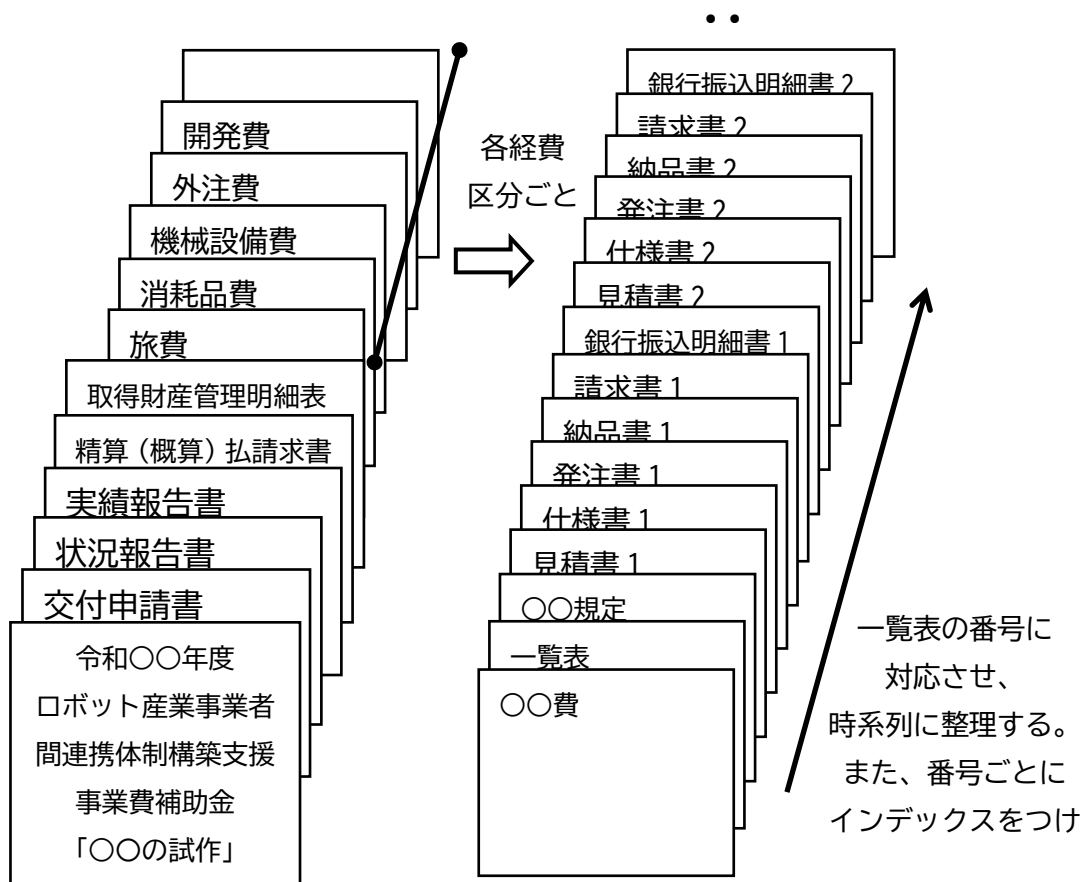 開発費
外注費
機械設備費
消耗品費
旅費
取得財産管理明細表
精算（概算）払請求書
実績報告書
状況報告書
交付申請書
令和〇〇年度
ロボット産業事業者
間連携体制構築支援
事業費補助金
「〇〇の試作」
各経費
区分ごと
・・
銀行振込明細書 2
請求書 2
納品書 2
発注書 2
仕様書 2
見積書 2
銀行振込明細書 1
請求書 1
納品書 1
発注書 1
仕様書 1
見積書 1
〇〇規定
一覧表
〇〇費
一覧表の番号に
対応させ、
時系列に整理する。
また、番号ごとに
インデックスをつけ